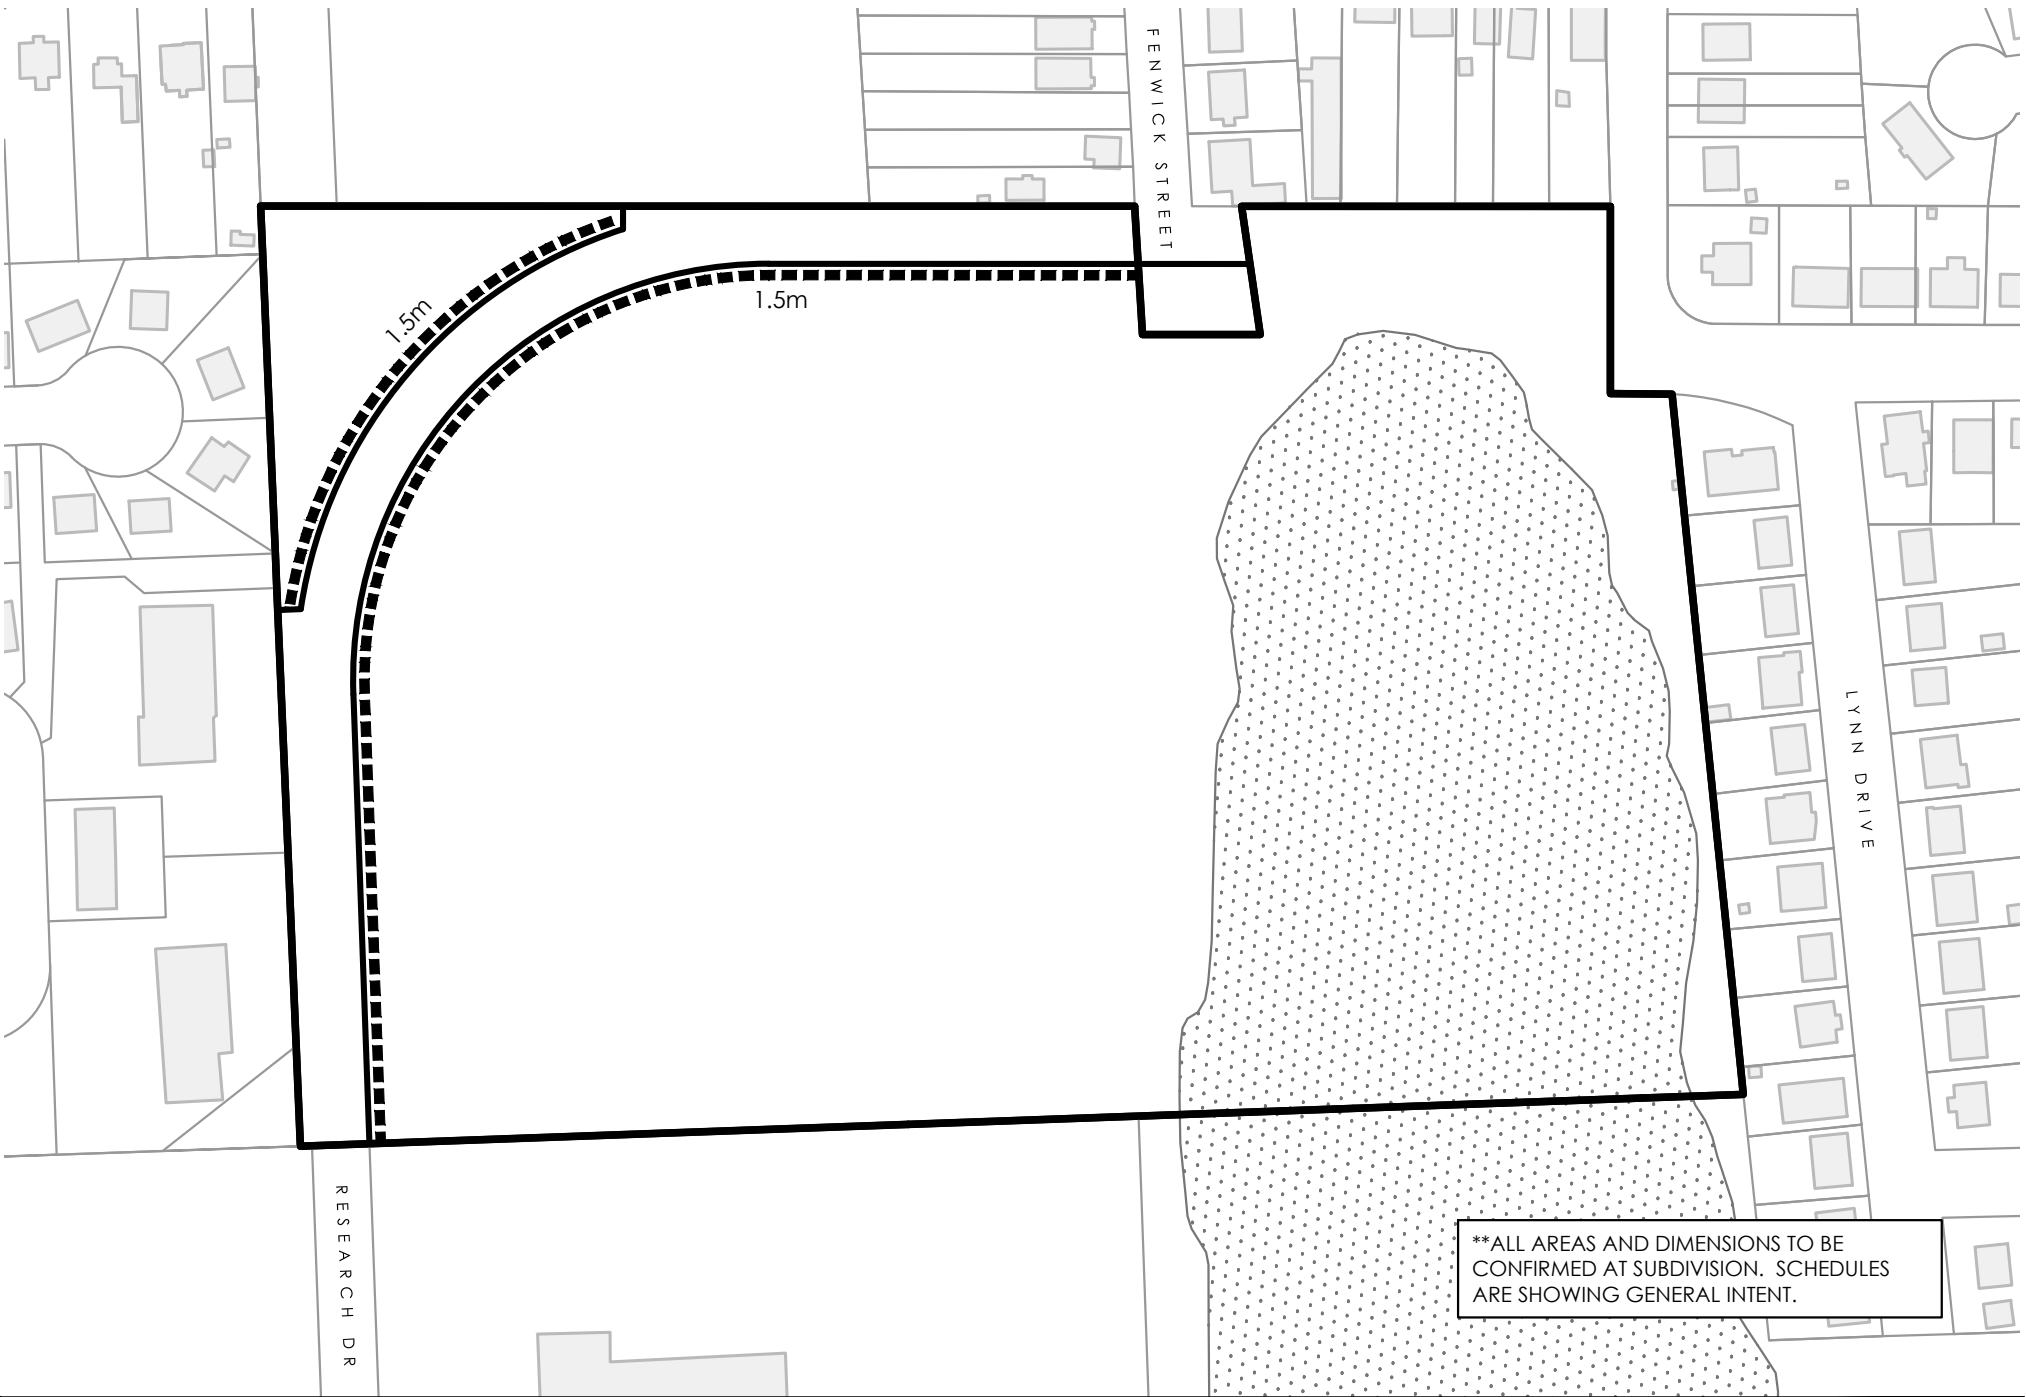 FENWICK STREET
1.5m
1.5m
LYNN DRIVE
RESEARCH DR
**ALL AREAS AND DIMENSIONS TO BE
CONFIRMED AT SUBDIVISION. SCHEDULES
ARE SHOWING GENERAL INTENT.